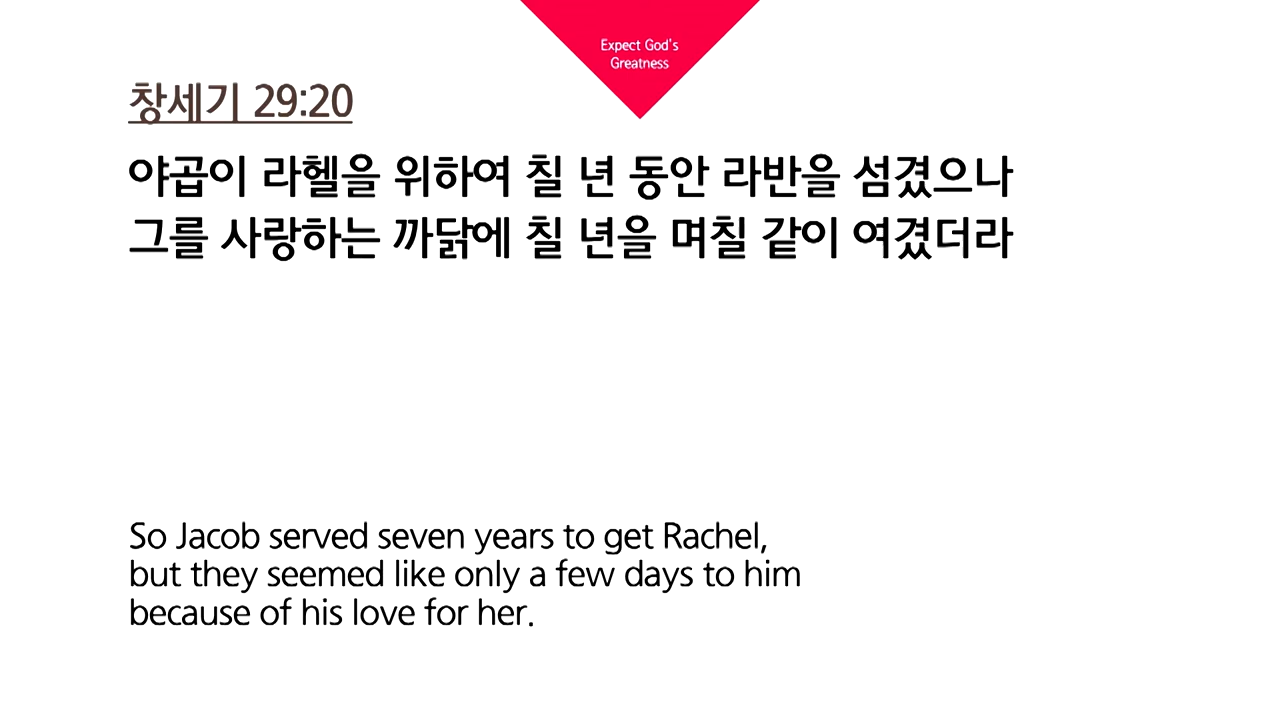 Expect God's
Greatness
창세기 29:20
야곱이 라헬을 위하여 칠 년 동안 라반을 섬겼으나
그를 사랑하는 까닭에 칠 년을 며칠 같이 여겼더라
So Jacob served seven years to get Rachel,
but they seemed like only a few days to him
because of his love for her.